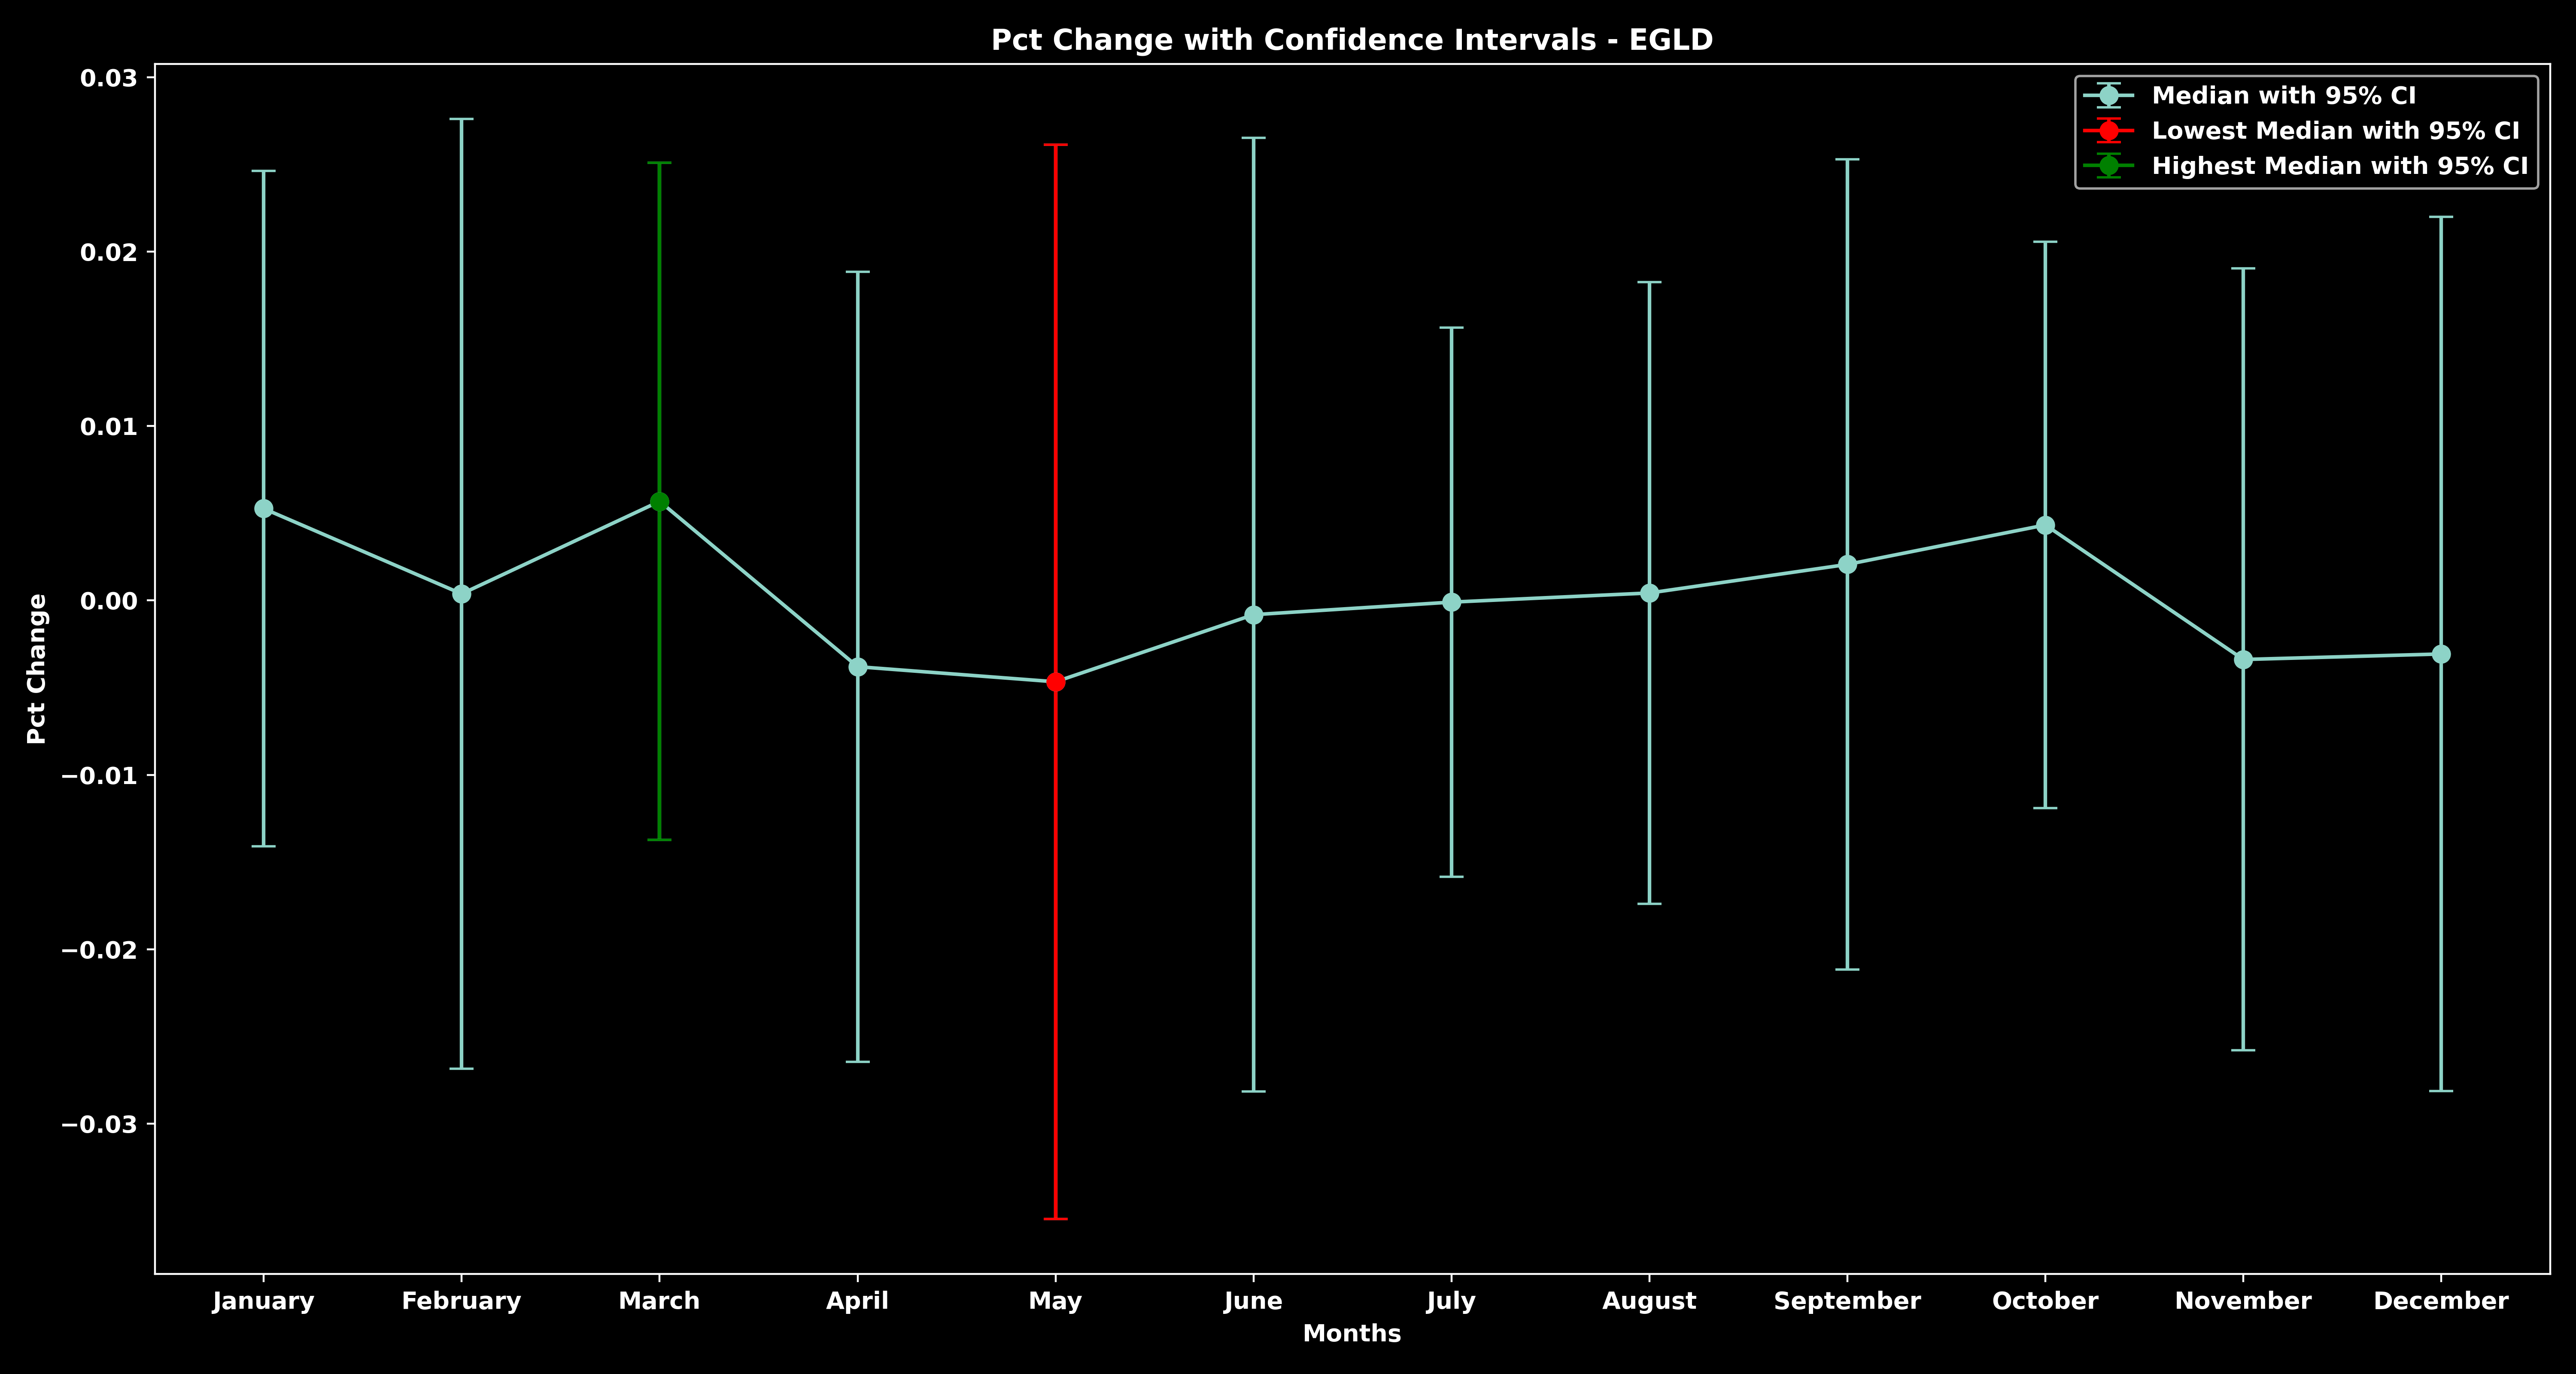 Pct Change with Confidence Intervals - EGLD
Median with 95% CI
Lowest Median with 95% CI
Highest Median with 95% CI
0.03
0.02
0.01
0.00
−0.01
−0.02
−0.03
Pct Change
January February March April May June July August September October November December
Months